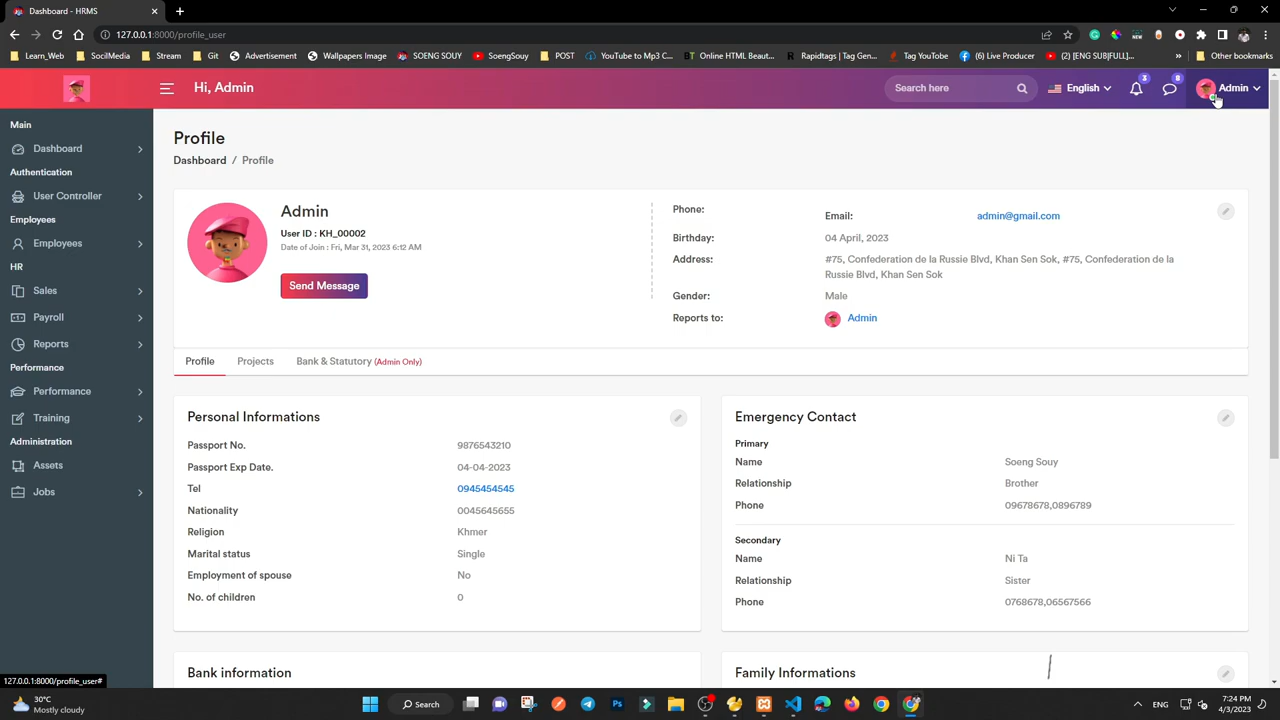 Dashboard - HRMS
127.0.0.1:8000/profile_user
Learn_Web
SocilMedia
Stream
Git
Advertisement
Wallpapers Image
SOENG SOUY
SoengSouy
POST
YouTube to Mp3 C...
Online HTML Beaut...
Rapidtags | Tag Gen...
Tag YouTube
(2) Live Producer
(2) [ENG SUB]FULL]...
Other bookmarks
Hi, Admin
Search here
English
3
8
Admin
Main
Dashboard
Authentication
User Controller
Employees
Employees
HR
Sales
Payroll
Reports
Performance
Performance
Training
Administration
Assets
Jobs
Profile
Dashboard / Profile
Admin
User ID : KH_00002
Date of Join : Fri, Mar 31, 2023 6:12 AM
Send Message
Phone:
Email: admin@gmail.com
Birthday: 04 April, 2023
Address: #75, Confederation de la Russie Blvd, Khan Sen Sok, #75, Confederation de la
Russie Blvd, Khan Sen Sok
Gender: Male
Reports to: Admin
Profile
Projects
Bank & Statutory (Admin Only)
Personal Informations
Passport No. 9876543210
Passport Exp Date. 04-04-2023
Tel 0945454545
Nationality 0045645655
Religion Khmer
Marital status Single
Employment of spouse No
No. of children 0
Emergency Contact
Primary
Name Soeng Souy
Relationship Brother
Phone 09678678,0896789
Secondary
Name Ni Ta
Relationship Sister
Phone 0768678,06567566
Bank information
Family Informations
127.0.0.1:8000/profile_user#
30°C
Mostly cloudy
Search
ENG
7:24 PM
4/3/2023